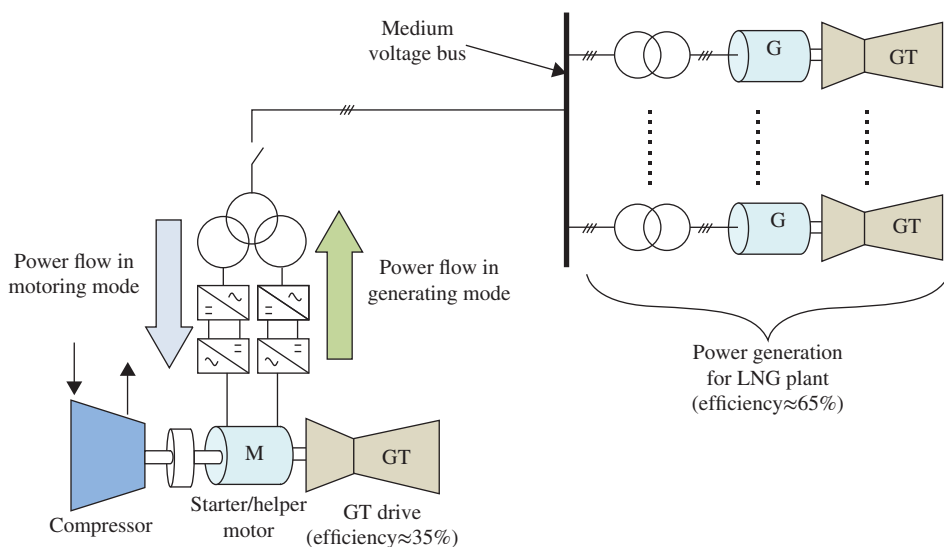 Medium
voltage bus
G
GT
G
GT
Power flow in
motoring mode
Power flow in
generating mode
Power generation
for LNG plant
(efficiency≈65%)
M
GT
Compressor
Starter/helper
motor
GT drive
(efficiency≈35%)